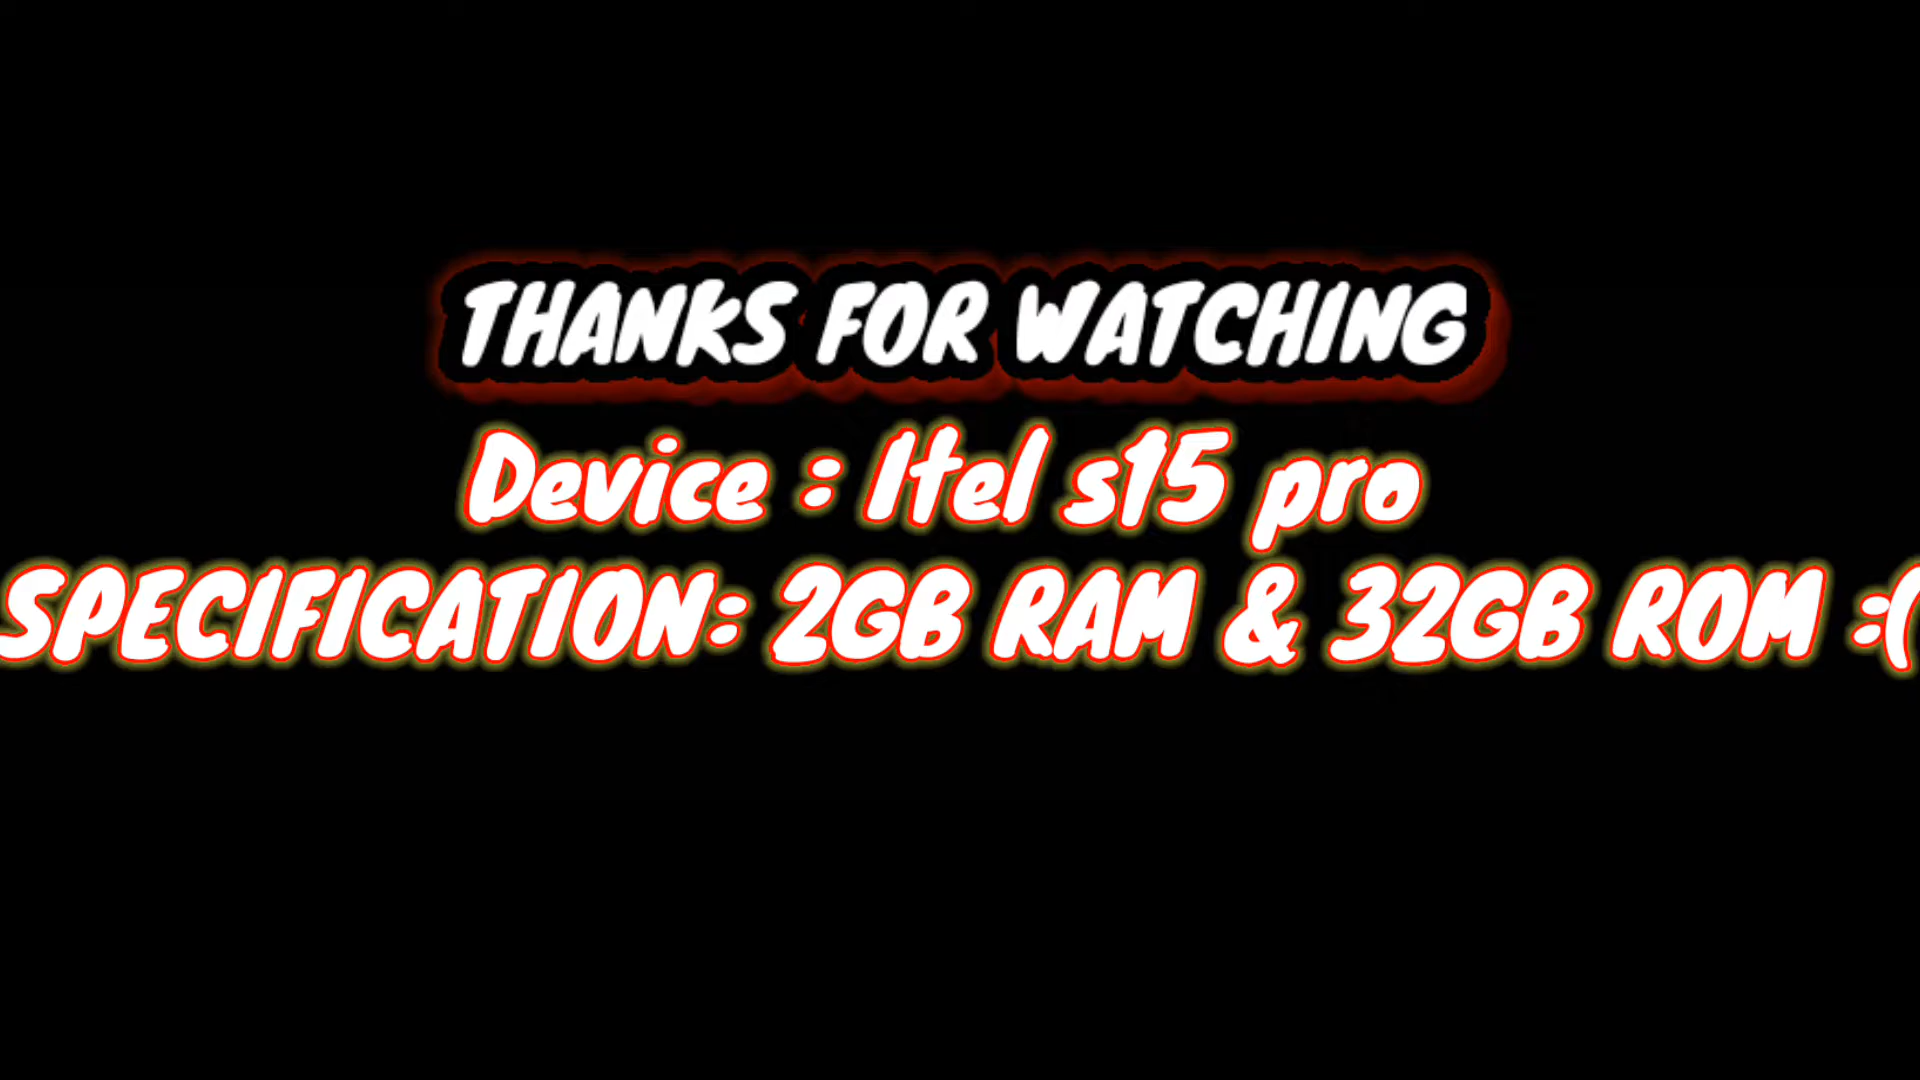 THANKS FOR WATCHING
Device : Itel s15 pro
SPECIFICATION: 2GB RAM & 32GB ROM :(